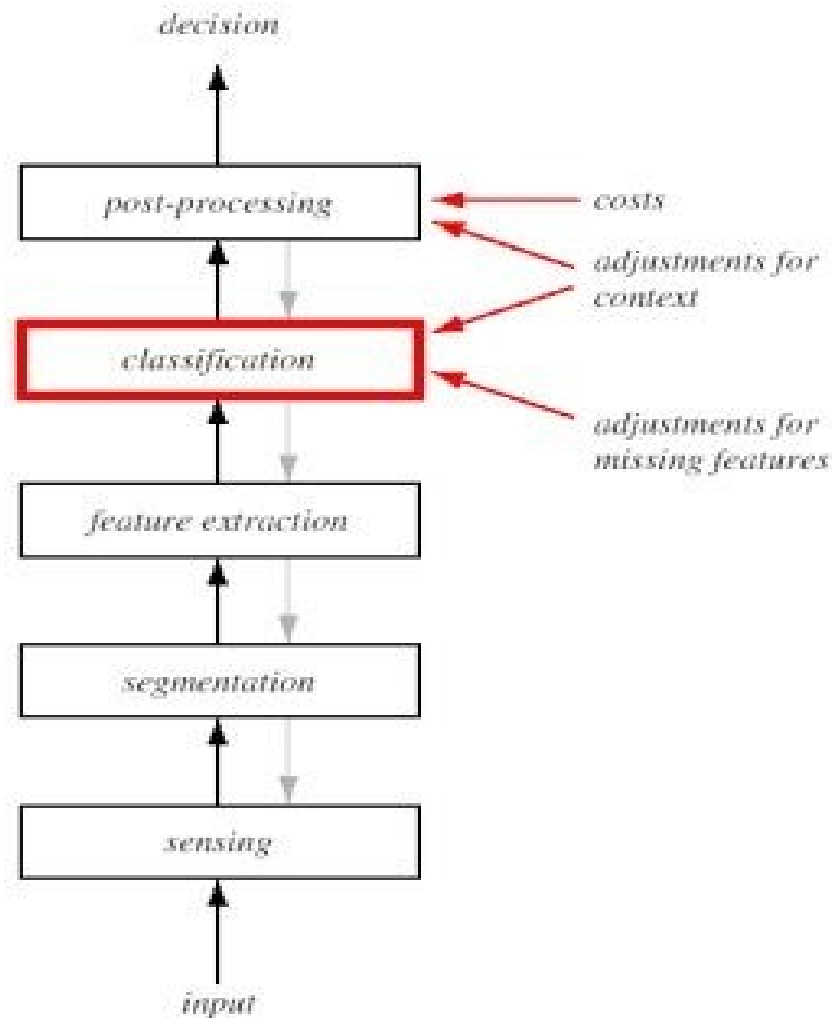 decision
post-processing
costs
adjustments for
context
classification
adjustments for
missing features
feature extraction
segmentation
sensing
input